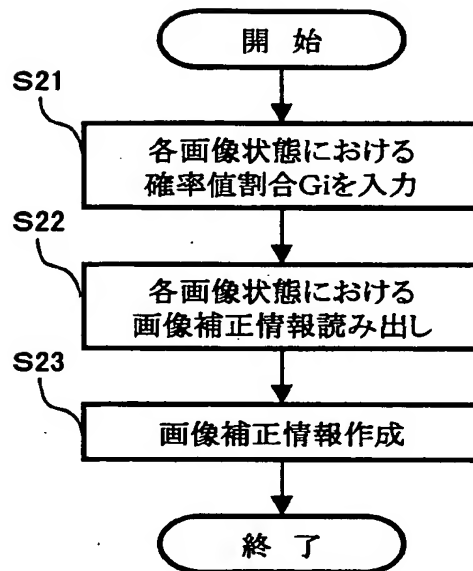 開 始
S21
各画像状態における
確率値割合Giを入力
S22
各画像状態における
画像補正情報読み出し
S23
画像補正情報作成
終 了